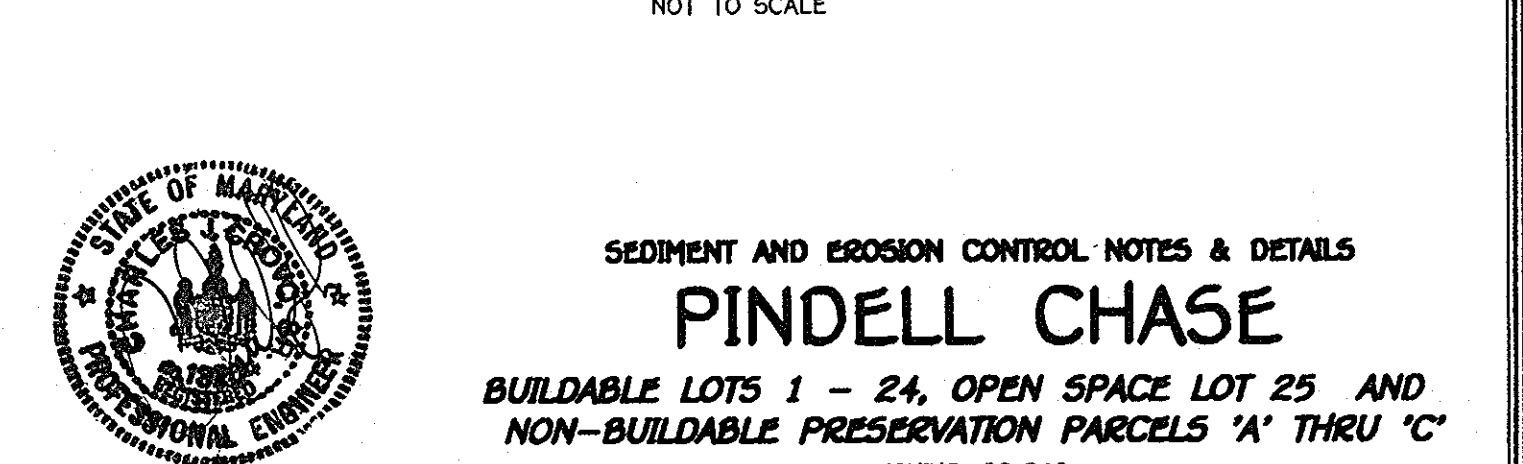 NOT TO SCALE
STATE OF MARYLAND
CHARLES J.
REGISTERED
PROFESSIONAL ENGINEER
SEDIMENT AND EROSION CONTROL NOTES & DETAILS
PINDELL CHASE
BUILDABLE LOTS 1 - 24, OPEN SPACE LOT 25 AND
NON-BUILDABLE PRESERVATION PARCELS 'A' THRU 'C'